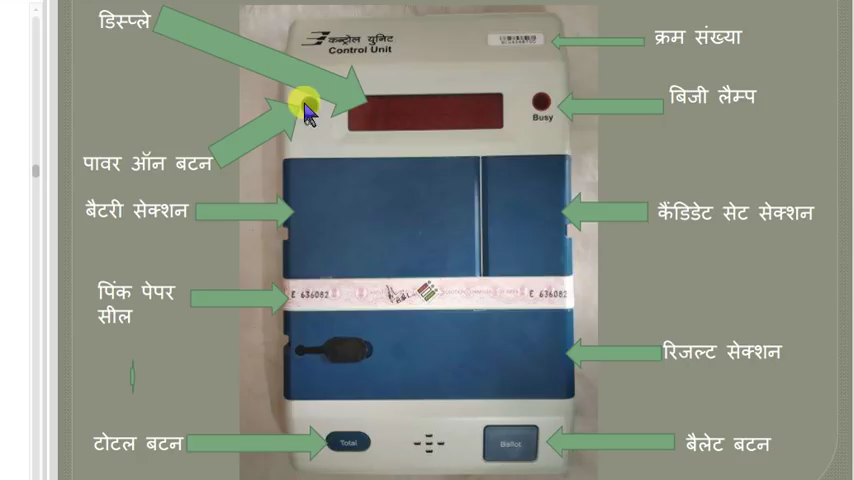 डिस्प्ले
कन्ट्रोल युनिट
Control Unit
क्रम संख्या
बिजी लैम्प
Busy
पावर ऑन बटन
बैटरी सेक्शन
कैंडिडेट सेट सेक्शन
पिंक पेपर
सील
E 636082
E 636082
रिजल्ट सेक्शन
टोटल बटन
Total
Ballot
बैलेट बटन